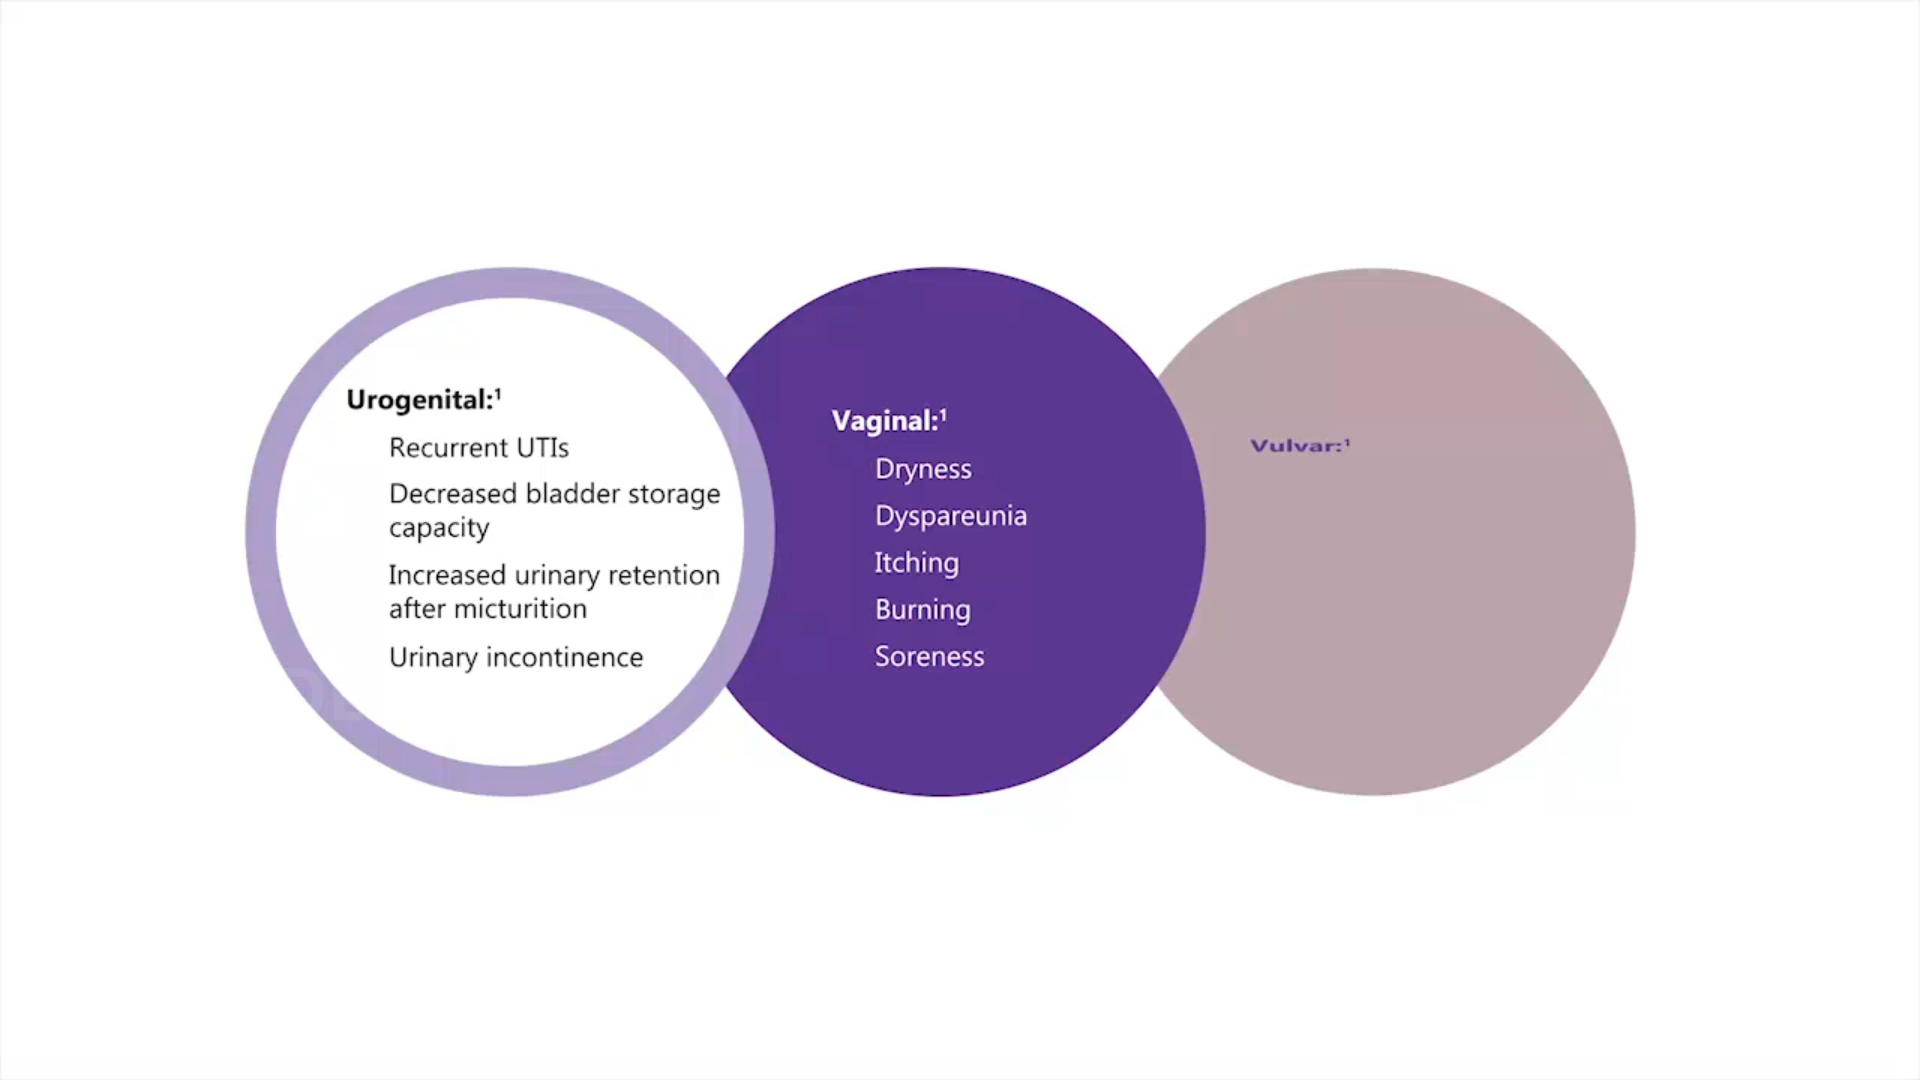 Urogenital:¹
Recurrent UTIs
Decreased bladder storage
capacity
Increased urinary retention
after micturition
Urinary incontinence
Vaginal:¹
Dryness
Dyspareunia
Itching
Burning
Soreness
Vulvar:¹